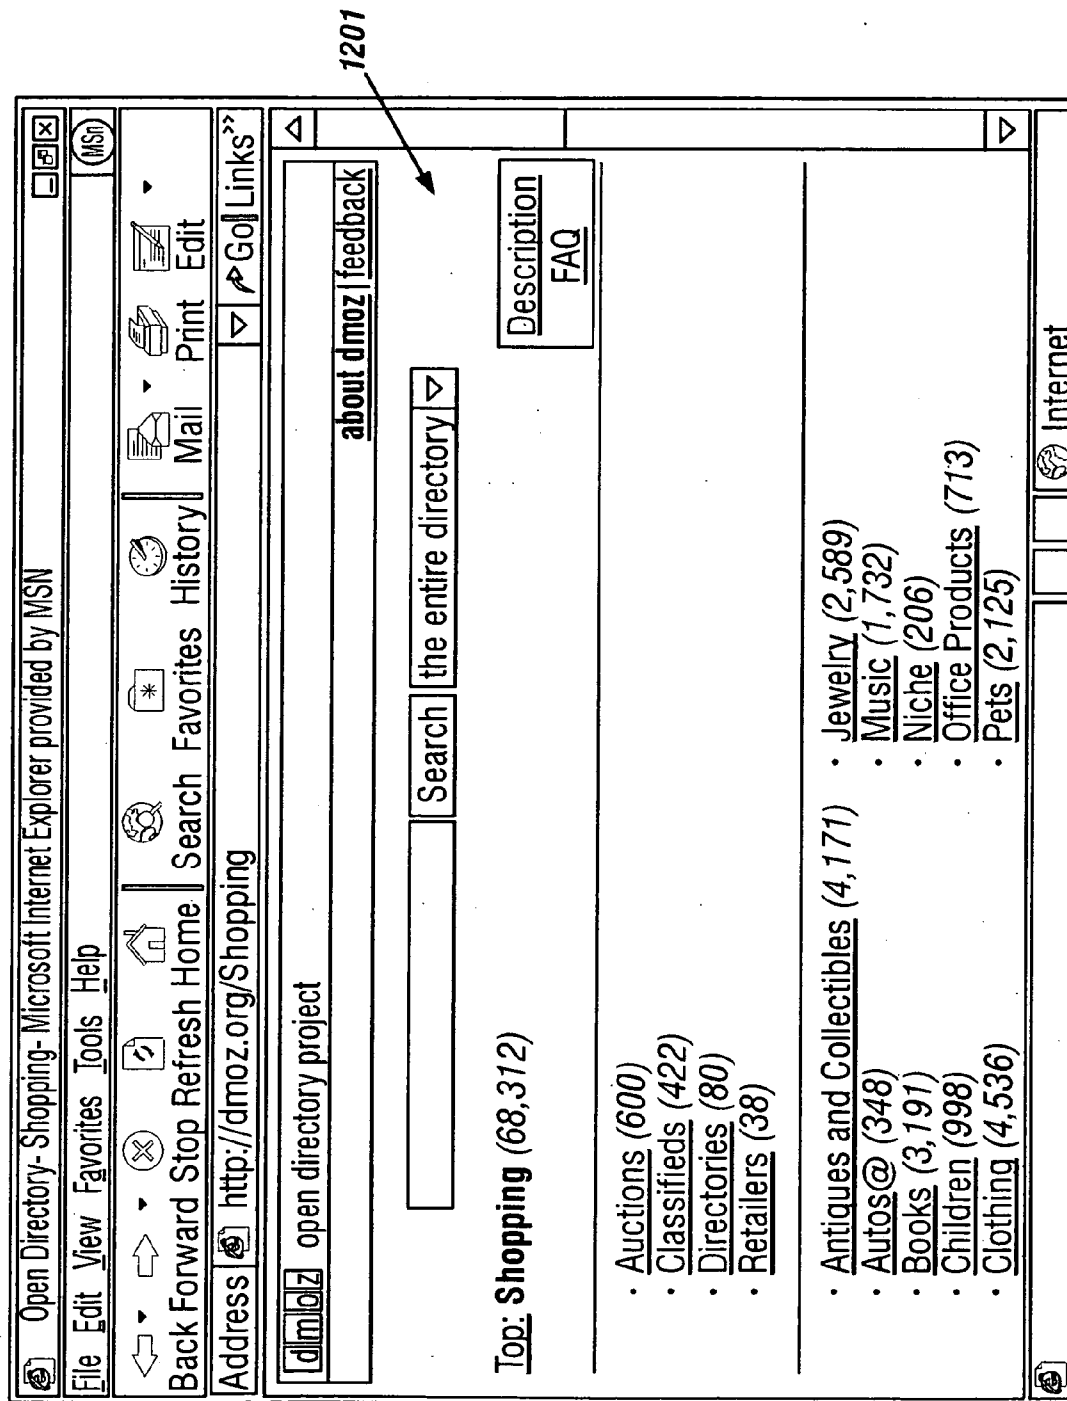 Open Directory- Shopping- Microsoft Internet Explorer provided by MSN
File Edit View Favorites Tools Help
MSn
Back Forward Stop Refresh Home Search Favorites History Mail Print Edit
Address http://dmoz.org/Shopping Go Links»
dmoz open directory project
about dmoz | feedback
1201
Search the entire directory
Top: Shopping (68,312)
Description
FAQ
· Auctions (600)
· Classifieds (422)
· Directories (80)
· Retailers (38)
· Antiques and Collectibles (4,171)
· Autos@ (348)
· Books (3,191)
· Children (998)
· Clothing (4,536)
· Jewelry (2,589)
· Music (1,732)
· Niche (206)
· Office Products (713)
· Pets (2,125)
Internet